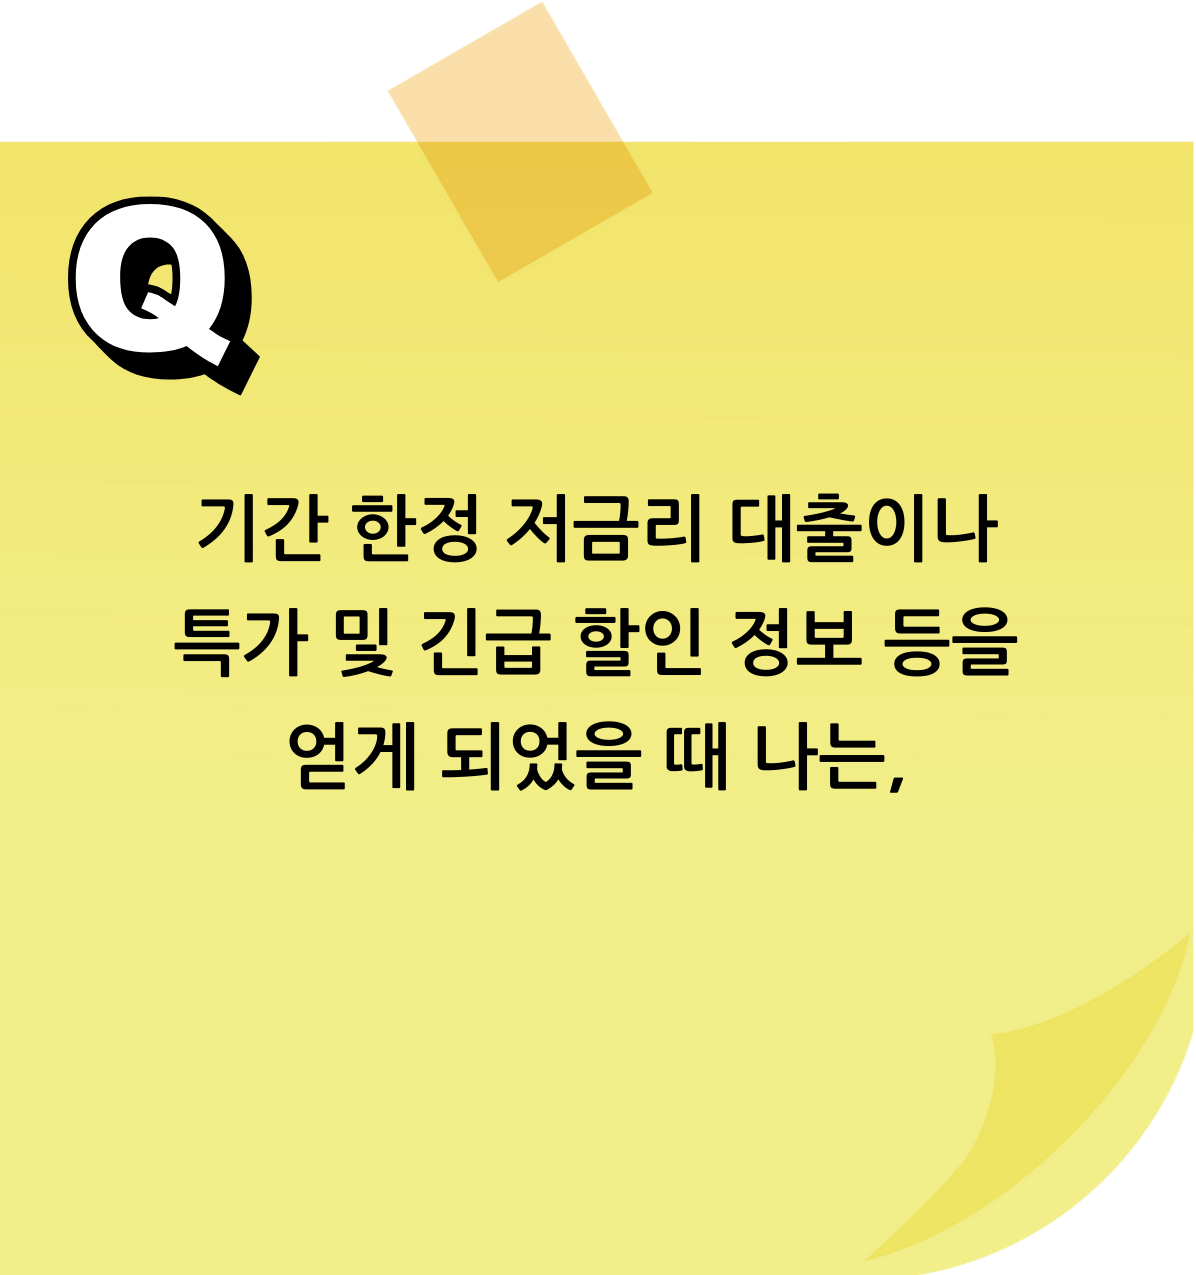 Q
기간 한정 저금리 대출이나
특가 및 긴급 할인 정보 등을
얻게 되었을 때 나는,